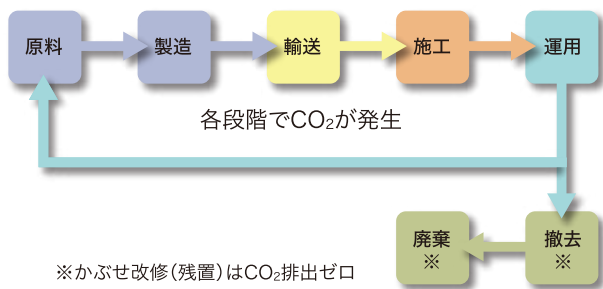 原料
製造
輸送
施工
運用
各段階でCO₂が発生
廃棄
※
撤去
※
※かぶせ改修(残置)はCO₂排出ゼロ